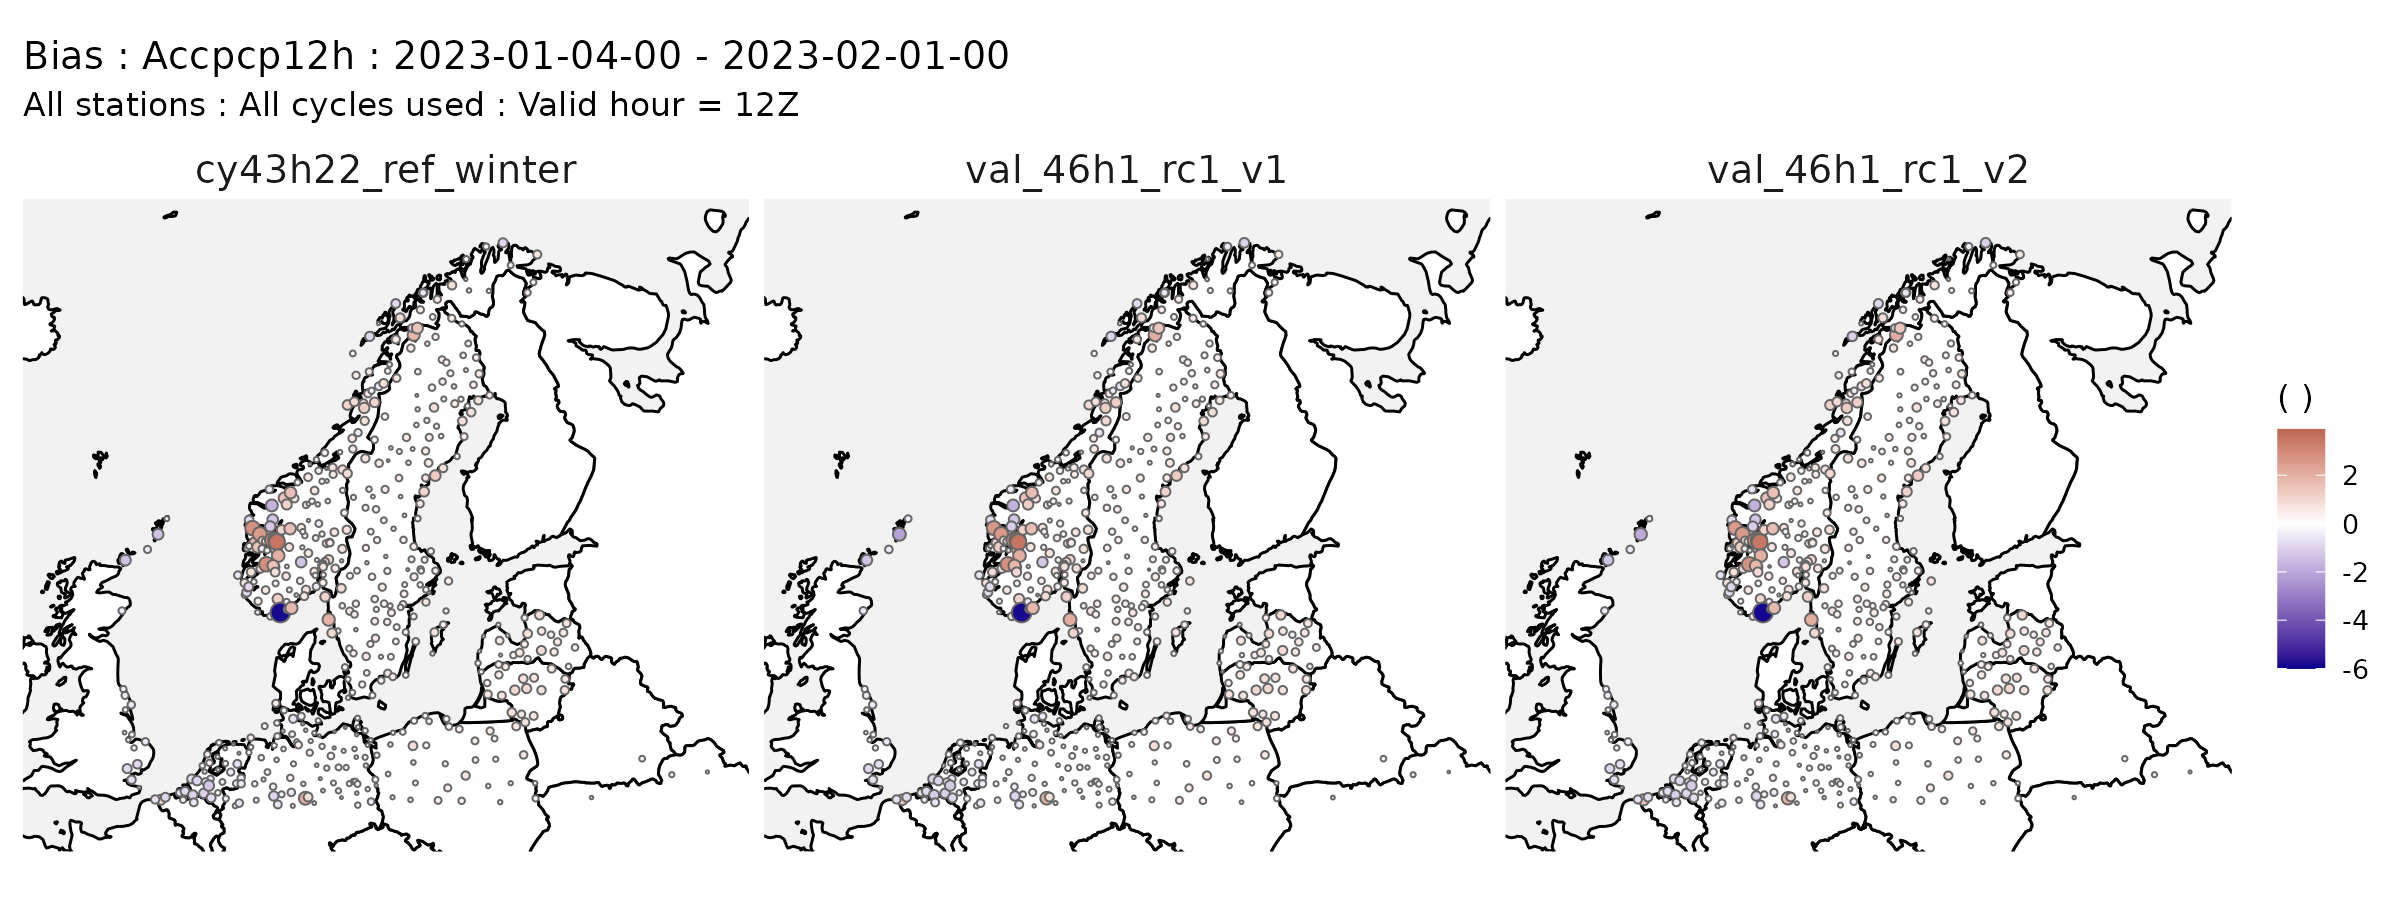 Bias : Accpcp12h : 2023-01-04-00 - 2023-02-01-00
All stations : All cycles used : Valid hour = 12Z
cy43h22_ref_winter
val_46h1_rc1_v1
val_46h1_rc1_v2
( )
2
0
-2
-4
-6